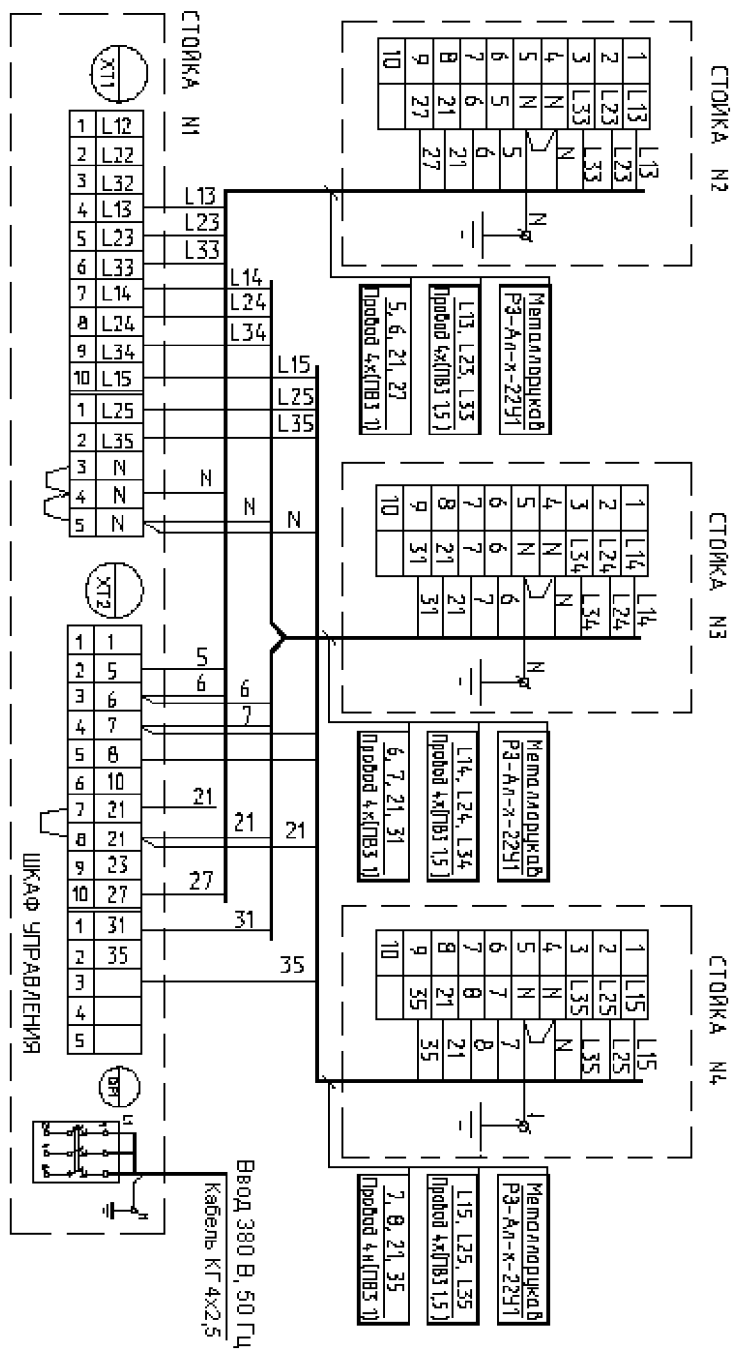 СТОЙКА N1
XT1
1 L12
2 L22
3 L32
4 L13
5 L23
6 L33
7 L14
8 L24
9 L34
10 L15
1 L25
2 L35
3 N
4 N
5 N
XT2
1 1
2 5
3 6
4 7
5 8
6 10
7 21
8 21
9 23
10 27
1 31
2 35
3
4
5
ШКАФ УПРАВЛЕНИЯ
L13
L23
L33
L14
L24
L34
L15
L25
L35
N
N
N
5
6
6
7
21
21
21
27
31
35
L1
Ввод 380 В, 50 Гц
Кабель КГ 4x2,5
СТОЙКА N2
1 L13
2 L23
3 L33
4 N
5 N
6 5
7 6
8 21
9 27
10
L13
L23
L33
N
5
6
21
27
N
Металлорукав
РЗ-Ал-х-22У1
L13, L23, L33
Провод 4х(ПВ3 1,5)
5, 6, 21, 27
Провод 4х(ПВ3 1)
СТОЙКА N3
1 L14
2 L24
3 L34
4 N
5 N
6 6
7 7
8 21
9 31
10
L14
L24
L34
N
6
7
21
31
N
Металлорукав
РЗ-Ал-х-22У1
L14, L24, L34
Провод 4х(ПВ3 1,5)
6, 7, 21, 31
Провод 4х(ПВ3 1)
СТОЙКА N4
1 L15
2 L25
3 L35
4 N
5 N
6 7
7 8
8 21
9 35
10
L15
L25
L35
N
7
8
21
35
Металлорукав
РЗ-Ал-х-22У1
L15, L25, L35
Провод 4х(ПВ3 1,5)
7, 8, 21, 35
Провод 4х(ПВ3 1)